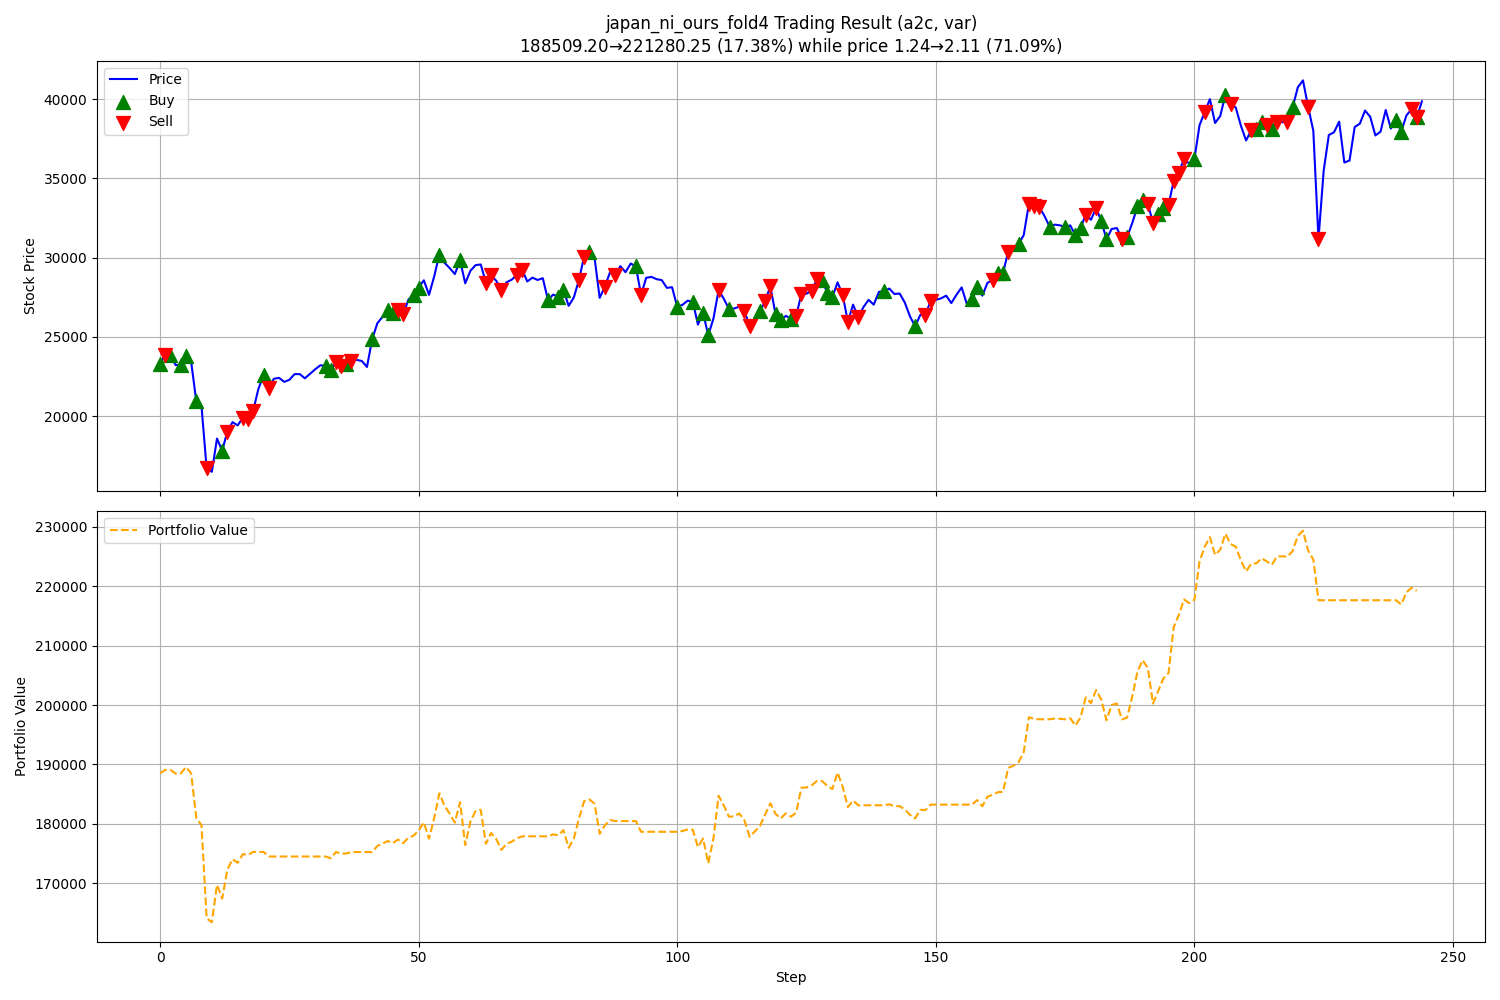 japan_ni_ours_fold4 Trading Result (a2c, var)
188509.20→221280.25 (17.38%) while price 1.24→2.11 (71.09%)
Price
Buy
Sell
Stock Price
40000
35000
30000
25000
20000
Portfolio Value
Portfolio Value
230000
220000
210000
200000
190000
180000
170000
0
50
100
150
200
250
Step